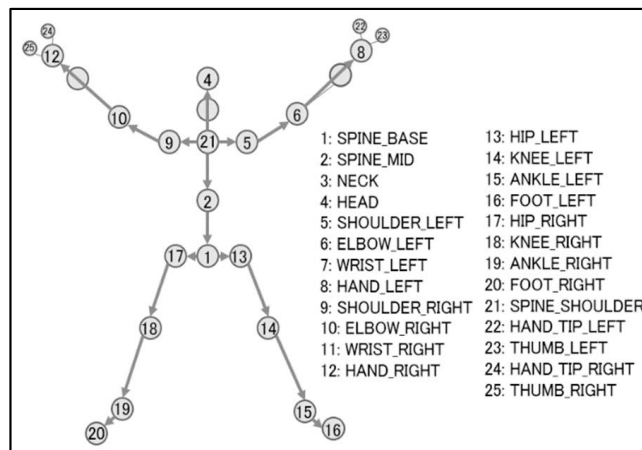 24
25
12
10
9
4
21
5
6
22
23
8
2
17
1
13
18
14
19
20
15
16
1: SPINE_BASE
2: SPINE_MID
3: NECK
4: HEAD
5: SHOULDER_LEFT
6: ELBOW_LEFT
7: WRIST_LEFT
8: HAND_LEFT
9: SHOULDER_RIGHT
10: ELBOW_RIGHT
11: WRIST_RIGHT
12: HAND_RIGHT
13: HIP_LEFT
14: KNEE_LEFT
15: ANKLE_LEFT
16: FOOT_LEFT
17: HIP_RIGHT
18: KNEE_RIGHT
19: ANKLE_RIGHT
20: FOOT_RIGHT
21: SPINE_SHOULDER
22: HAND_TIP_LEFT
23: THUMB_LEFT
24: HAND_TIP_RIGHT
25: THUMB_RIGHT